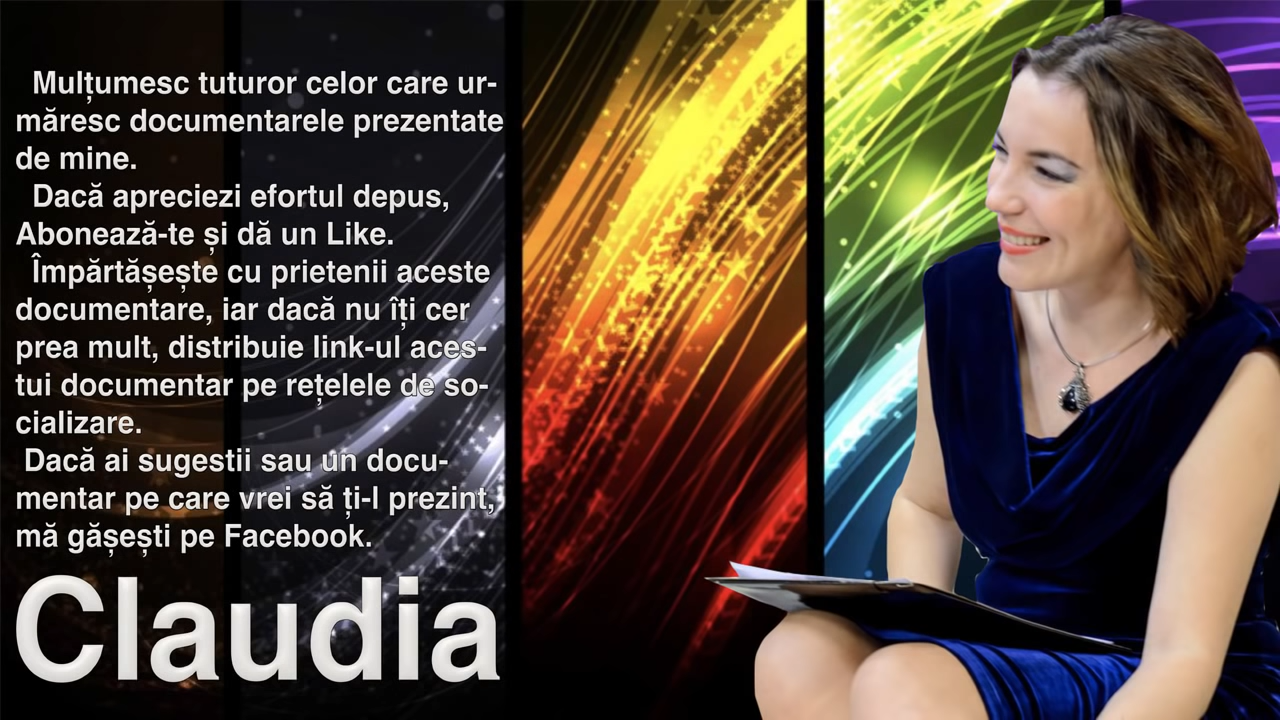 Mulțumesc tuturor celor care ur-
măresc documentarele prezentate
de mine.
Dacă apreciezi efortul depus,
Abonează-te și dă un Like.
Împărtășește cu prietenii aceste
documentare, iar dacă nu îți cer
prea mult, distribuie link-ul aces-
tui documentar pe rețelele de so-
cializare.
Dacă ai sugestii sau un docu-
mentar pe care vrei să ți-l prezint,
mă găsești pe Facebook.
Claudia